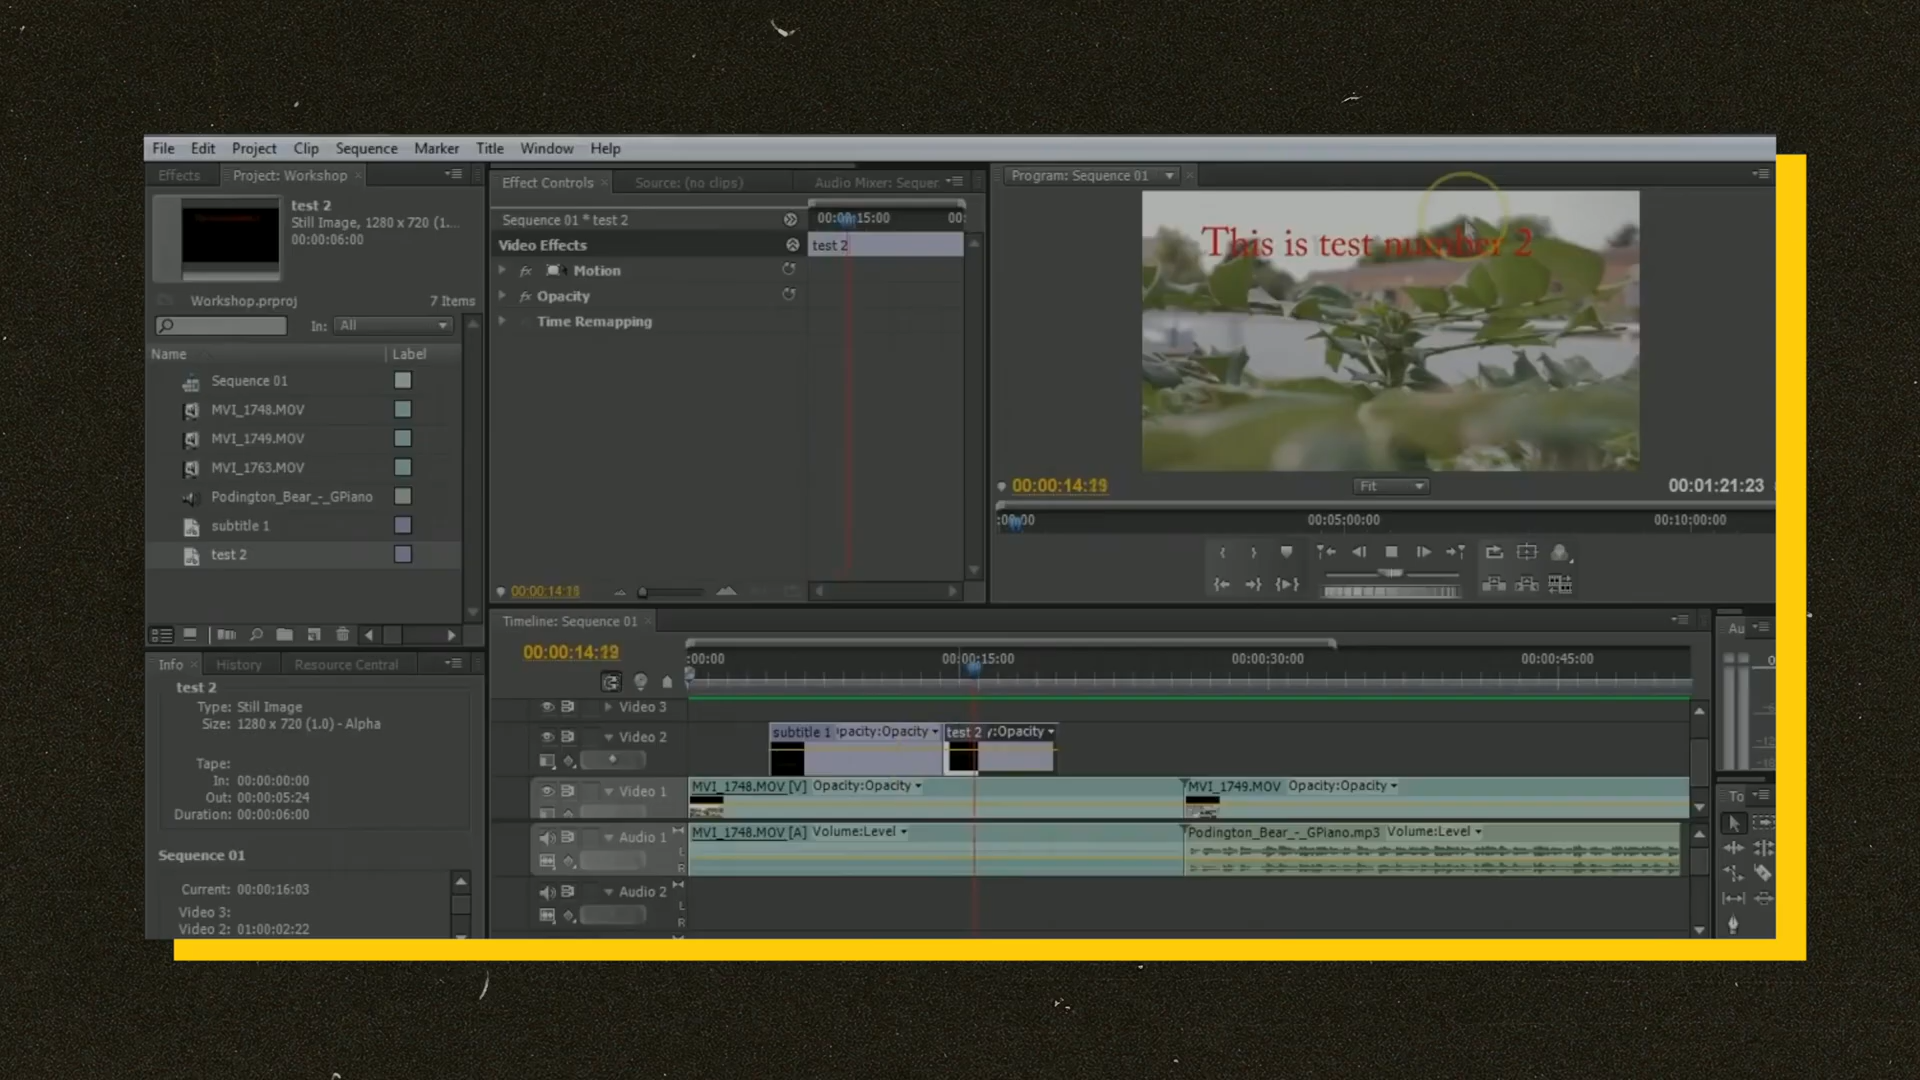 File Edit Project Clip Sequence Marker Title Window Help
Effects Project: Workshop
test 2
Still Image, 1280 x 720 (1....
00:00:06:00
Workshop.prproj 7 Items
In: All
Name Label
Sequence 01
MVI_1748.MOV
MVI_1749.MOV
MVI_1763.MOV
Podington_Bear_-_GPiano
subtitle 1
test 2
Info History Resource Central
test 2
Type: Still Image
Size: 1280 x 720 (1.0) - Alpha
Tape:
In: 00:00:00:00
Out: 00:00:05:24
Duration: 00:00:06:00
Sequence 01
Current: 00:00:16:03
Video 3:
Video 2: 01:00:02:22
Effect Controls Source: (no clips) Audio Mixer: Sequer
Sequence 01 * test 2
00:00:15:00 00:
Video Effects
test 2
fx Motion
fx Opacity
Time Remapping
Program: Sequence 01
This is test number 2
Fit
00:01:21:23
:00:00 00:05:00:00 00:10:00:00
Timeline: Sequence 01
:00:00 00:00:15:00 00:00:30:00 00:00:45:00
Video 3
Video 2
subtitle 1 pacity:Opacity test 2 y:Opacity
Video 1
MVI_1748.MOV [V] Opacity:Opacity MVI_1749.MOV Opacity:Opacity
Audio 1
MVI_1748.MOV [A] Volume:Level Podington_Bear_-_GPiano.mp3 Volume:Level
L
R
Audio 2
L
R
Au
To